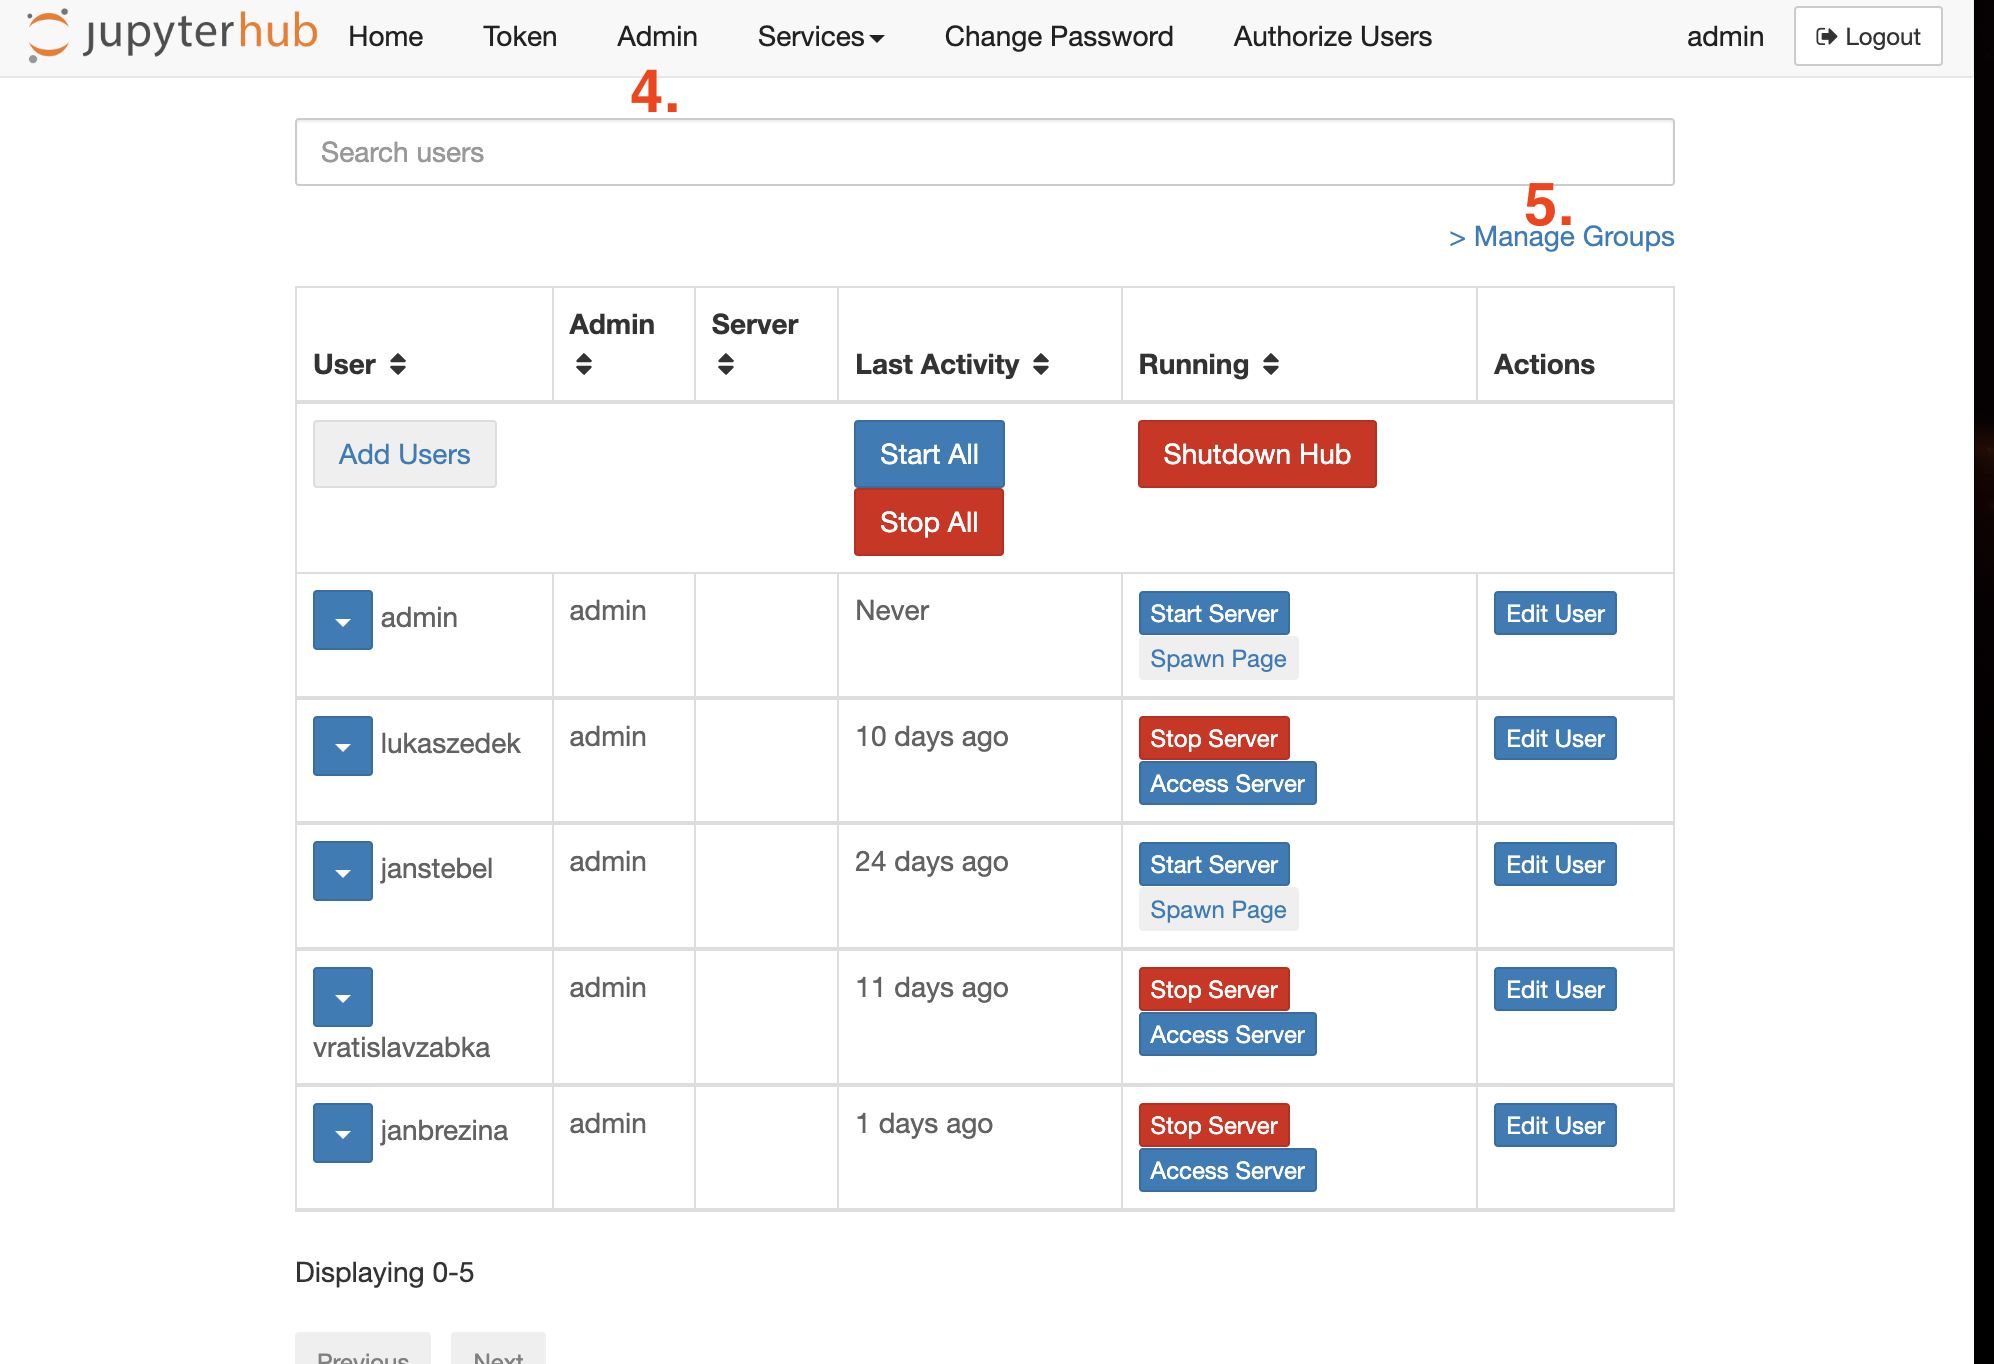 jupyterhub Home Token Admin Services Change Password Authorize Users admin Logout
4.
Search users
5.
> Manage Groups
User Admin Server Last Activity Running Actions
Add Users Start All Shutdown Hub
Stop All
admin admin Never Start Server Edit User
Spawn Page
lukaszedek admin 10 days ago Stop Server Edit User
Access Server
janstebel admin 24 days ago Start Server Edit User
Spawn Page
admin 11 days ago Stop Server Edit User
Access Server
vratislavzabka
janbrezina admin 1 days ago Stop Server Edit User
Access Server
Displaying 0-5
Previous Next